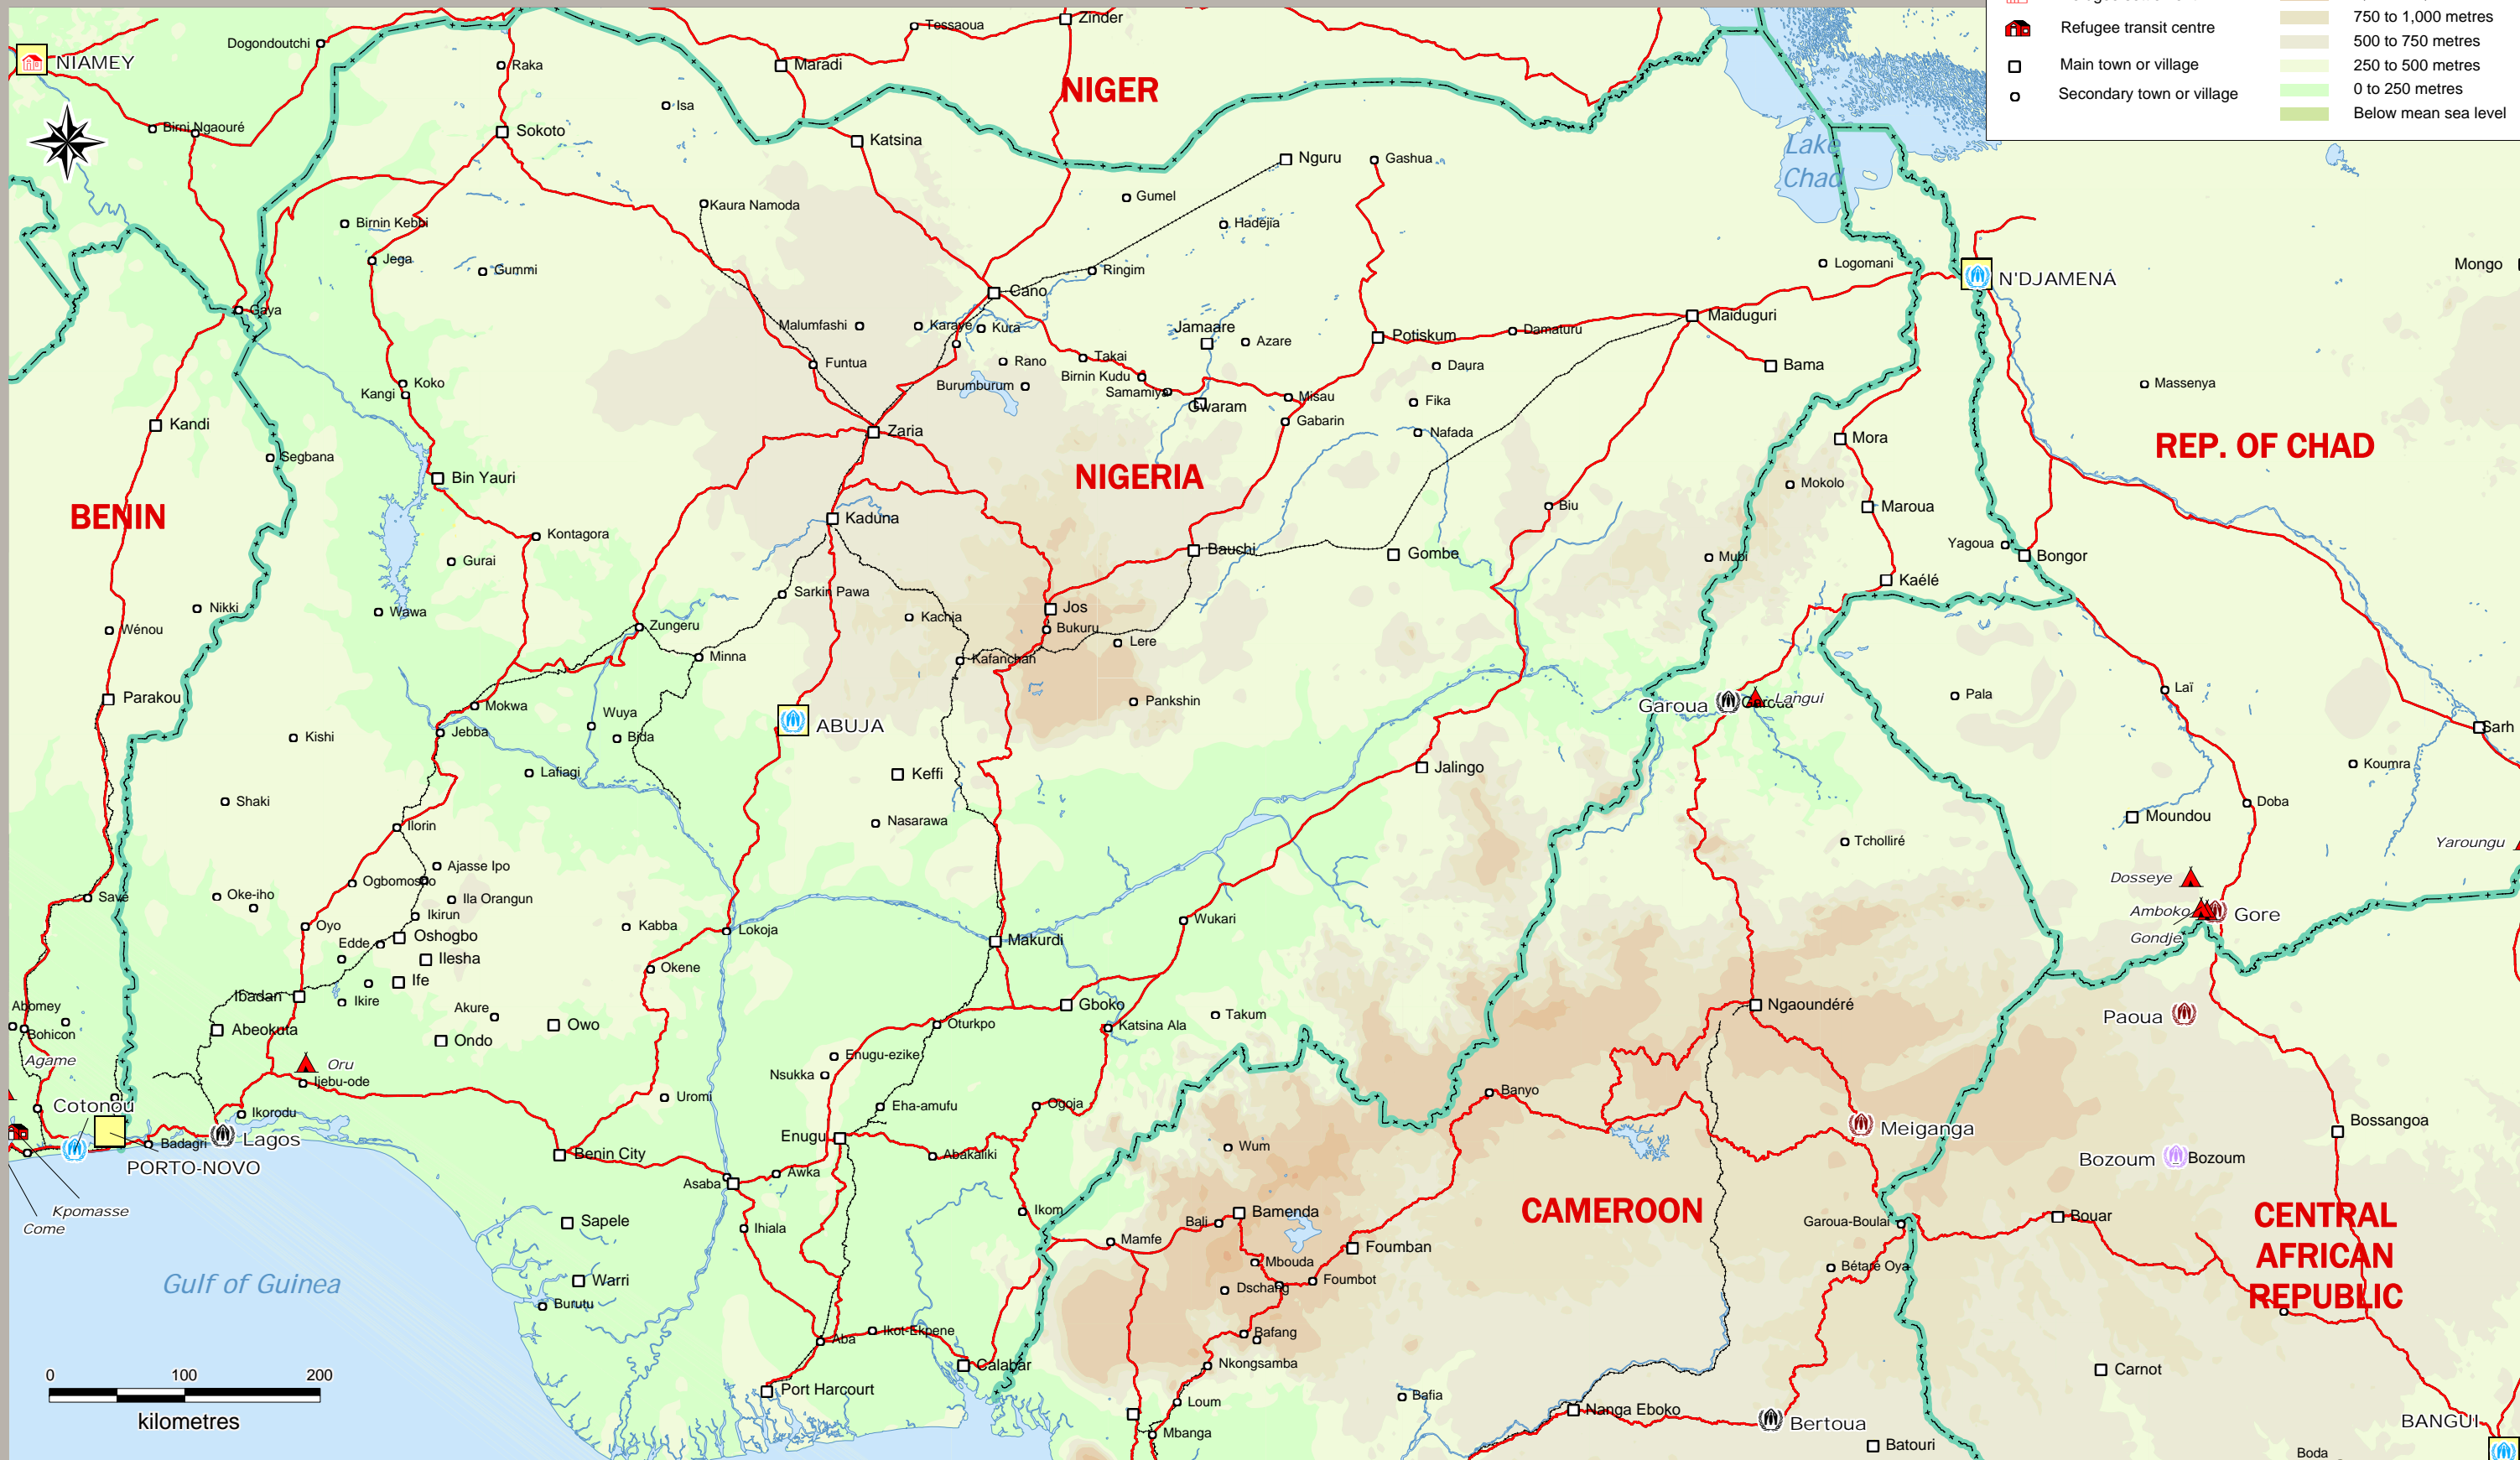 Refugee transit centre
Main town or village
Secondary town or village
750 to 1,000 metres
500 to 750 metres
250 to 500 metres
0 to 250 metres
Below mean sea level
Zinder
Tessaoua
Dogondoutchi
NIAMEY
Raka
Maradi
NIGER
Isa
Birni Ngaouré
Sokoto
Katsina
Lake
Chad
Nguru
Gashua
Gumel
Kaura Namoda
Birnin Kebbi
Hadejia
Jega
Gummi
Ringim
Logomani
N'DJAMENÁ
Mongo
Cano
Gaya
Malumfashi
Karaye
Kura
Jamaare
Azare
Potiskum
Damaturu
Maiduguri
Funtua
Rano
Takai
Daura
Bama
Koko
Kangi
Burumburum
Birnin Kudu
Samamiya
Gwaram
Misau
Fika
Massenya
Kandi
Zaria
Gabarin
Nafada
Mora
REP. OF CHAD
Segbana
Bin Yauri
NIGERIA
Mokolo
BENIN
Kaduna
Biu
Maroua
Kontagora
Gurai
Bauchi
Gombe
Mubi
Yagoua
Bongor
Kaélé
Nikki
Wawa
Sarkin Pawa
Kachia
Jos
Wénou
Zungeru
Bukuru
Lere
Minna
Kafanchan
Parakou
Mokwa
Wuya
ABUJA
Pankshin
Garoua
Garoua
Langui
Pala
Laï
Kishi
Jebba
Bida
Sarh
Lafiagi
Keffi
Jalingo
Koumra
Shaki
Nasarawa
Doba
Moundou
Ilorin
Tcholliré
Yaroungu
Ajasse Ipo
Ogbomosho
Dosseye
Save
Oke-iho
Ila Orangun
Ikirun
Amboko
Gore
Oyo
Edde
Oshogbo
Kabba
Lokoja
Wukari
Makurdi
Gondje
Ilesha
Okene
Ife
Ibadan
Ikire
Akure
Gboko
Ngaoundéré
Abomey
Bohicon
Abeokuta
Owo
Oturkpo
Katsina Ala
Takum
Paoua
Ondo
Agame
Oru
Enugu-ezike
Ijebu-ode
Nsukka
Cotonou
Ikorodu
Uromi
Eha-amufu
Ogoja
Banyo
Badagri
Lagos
Enugu
Wum
Meiganga
Bossangoa
PORTO-NOVO
Benin City
Abakaliki
Bozoum
Bozoum
Asaba
Awka
Kpomasse
Come
Sapele
Ihiala
Ikom
Bali
Bamenda
CAMEROON
Garoua-Boulai
Bouar
CENTRAL
AFRICAN
REPUBLIC
Mamfe
Foumban
Gulf of Guinea
Warri
Mbouda
Bétaré Oya
Burutu
Dschang
Foumbot
Aba
Ikot-Ekpene
Bafang
Calabar
Nkongsamba
Carnot
0 100 200
kilometres
Port Harcourt
Loum
Bafia
Nanga Eboko
Bertoua
Mbanga
BANGUI
Batouri
Boda